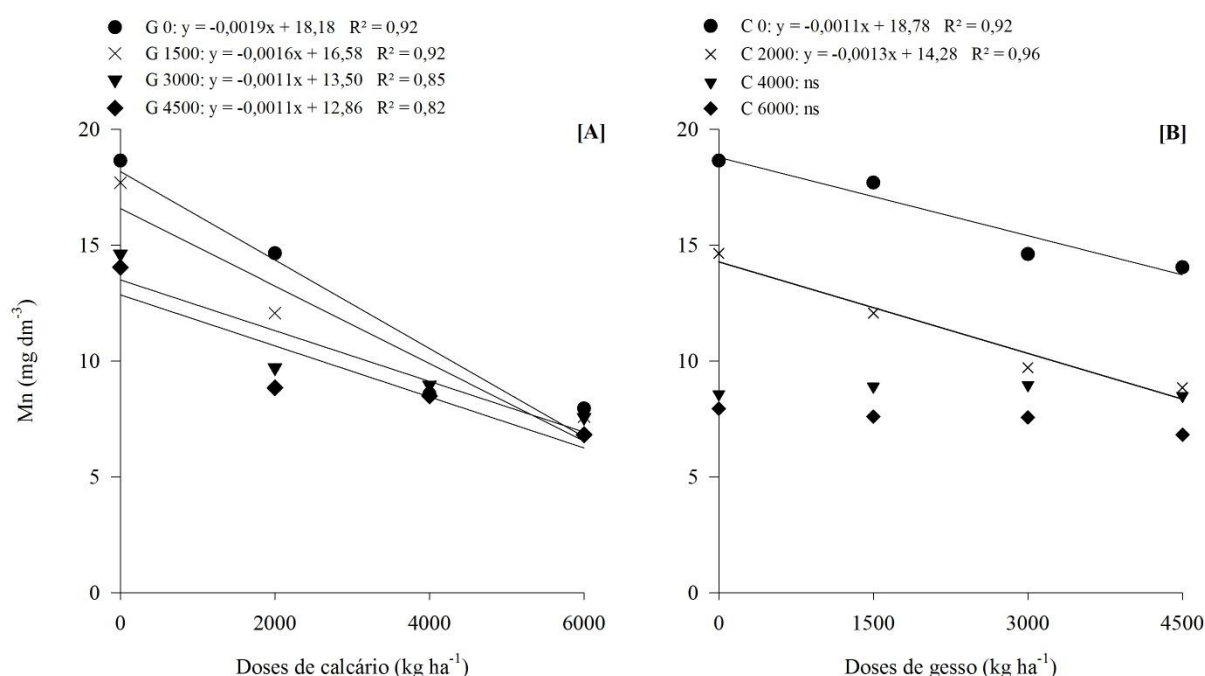 G 0: y = -0,0019x + 18,18 R² = 0,92
G 1500: y = -0,0016x + 16,58 R² = 0,92
G 3000: y = -0,0011x + 13,50 R² = 0,85
G 4500: y = -0,0011x + 12,86 R² = 0,82
[A]
20
15
10
5
0
Mn (mg dm⁻³)
0 2000 4000 6000
Doses de calcário (kg ha⁻¹)
C 0: y = -0,0011x + 18,78 R² = 0,92
C 2000: y = -0,0013x + 14,28 R² = 0,96
C 4000: ns
C 6000: ns
[B]
20
15
10
5
0
0 1500 3000 4500
Doses de gesso (kg ha⁻¹)